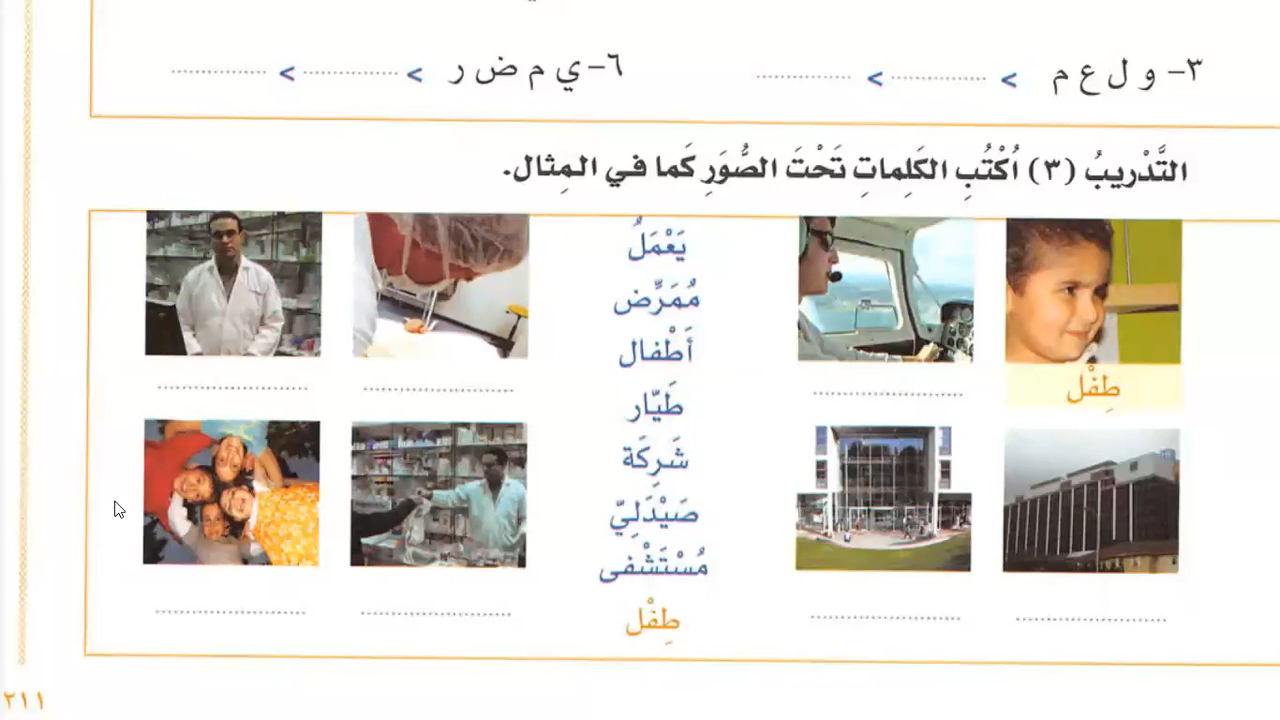 ٣- و ل ع م > .................... > ....................
٦- ي م ض ر > .................... > ....................
التَّدْريبُ (٣) اُكْتُبِ الكَلِماتِ تَحْتَ الصُّوَرِ كَما في المِثال.
طِفْل
يَعْمَلُ
مُمَرِّض
أَطْفال
طَيّار
شَرِكَة
صَيْدَلِيّ
مُسْتَشْفى
طِفْل
٢١١